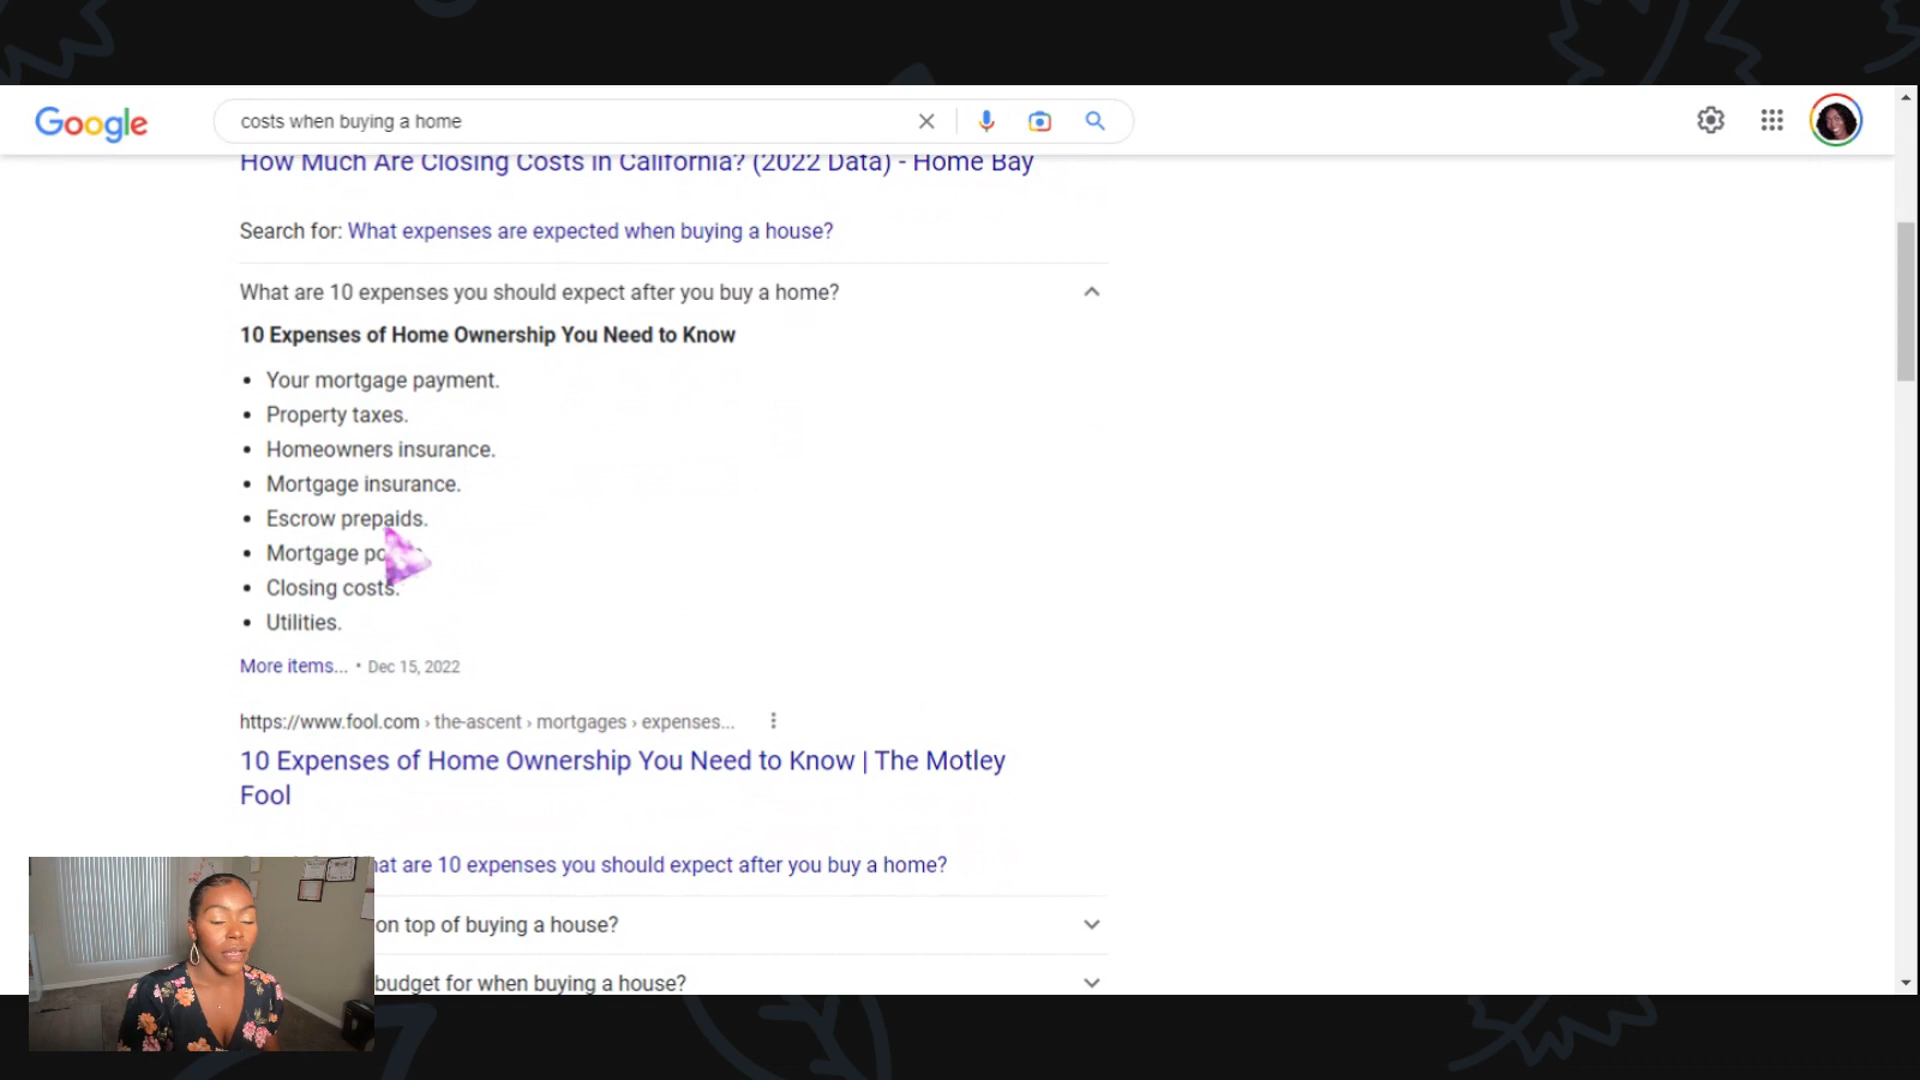 Google
costs when buying a home
How Much Are Closing Costs in California? (2022 Data) - Home Bay
Search for: What expenses are expected when buying a house?
What are 10 expenses you should expect after you buy a home?
10 Expenses of Home Ownership You Need to Know
• Your mortgage payment.
• Property taxes.
• Homeowners insurance.
• Mortgage insurance.
• Escrow prepaids.
• Mortgage
• Closing costs.
• Utilities.
More items... • Dec 15, 2022
https://www.fool.com › the-ascent › mortgages › expenses...
10 Expenses of Home Ownership You Need to Know | The Motley
Fool
are 10 expenses you should expect after you buy a home?
on top of buying a house?
budget for when buying a house?